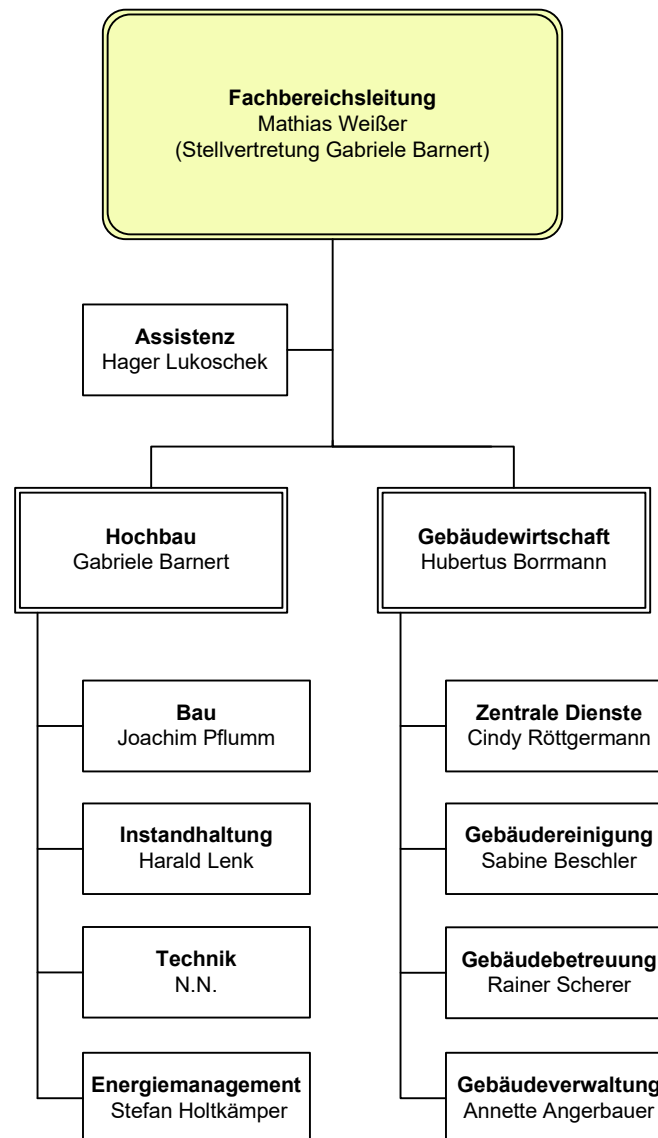 Fachbereichsleitung
Mathias Weißer
(Stellvertretung Gabriele Barnert)
Assistenz
Hager Lukoschek
Hochbau
Gabriele Barnert
Gebäudewirtschaft
Hubertus Borrmann
Bau
Joachim Pflumm
Instandhaltung
Harald Lenk
Technik
N.N.
Energiemanagement
Stefan Holtkämper
Zentrale Dienste
Cindy Röttgermann
Gebäudereinigung
Sabine Beschler
Gebäudebetreuung
Rainer Scherer
Gebäudeverwaltung
Annette Angerbauer